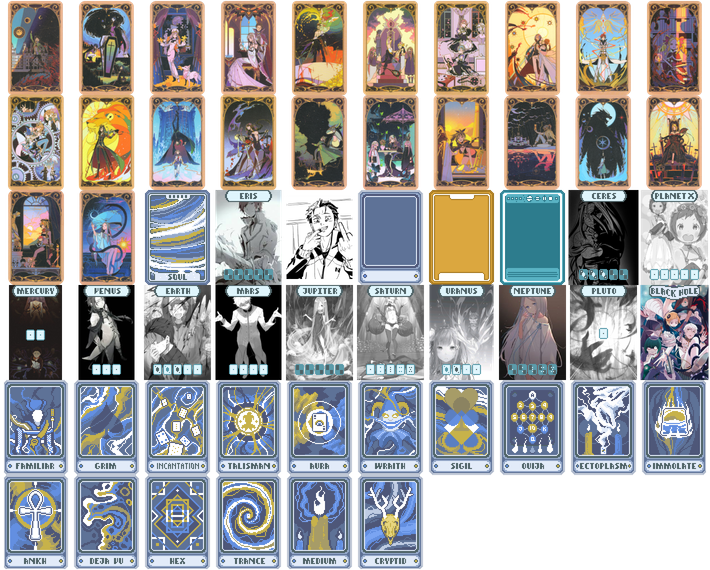 SOUL
ERIS
CERES
PLANET X
MERCURY
VENUS
EARTH
MARS
JUPITER
SATURN
URANUS
NEPTUNE
PLUTO
BLACK HOLE
FAMILIAR
GRIM
INCANTATION
TALISMAN
AURA
WRAITH
SIGIL
OUIJA
ECTOPLASM
IMMOLATE
ANKH
DEJA VU
HEX
TRANCE
MEDIUM
CRYPTID